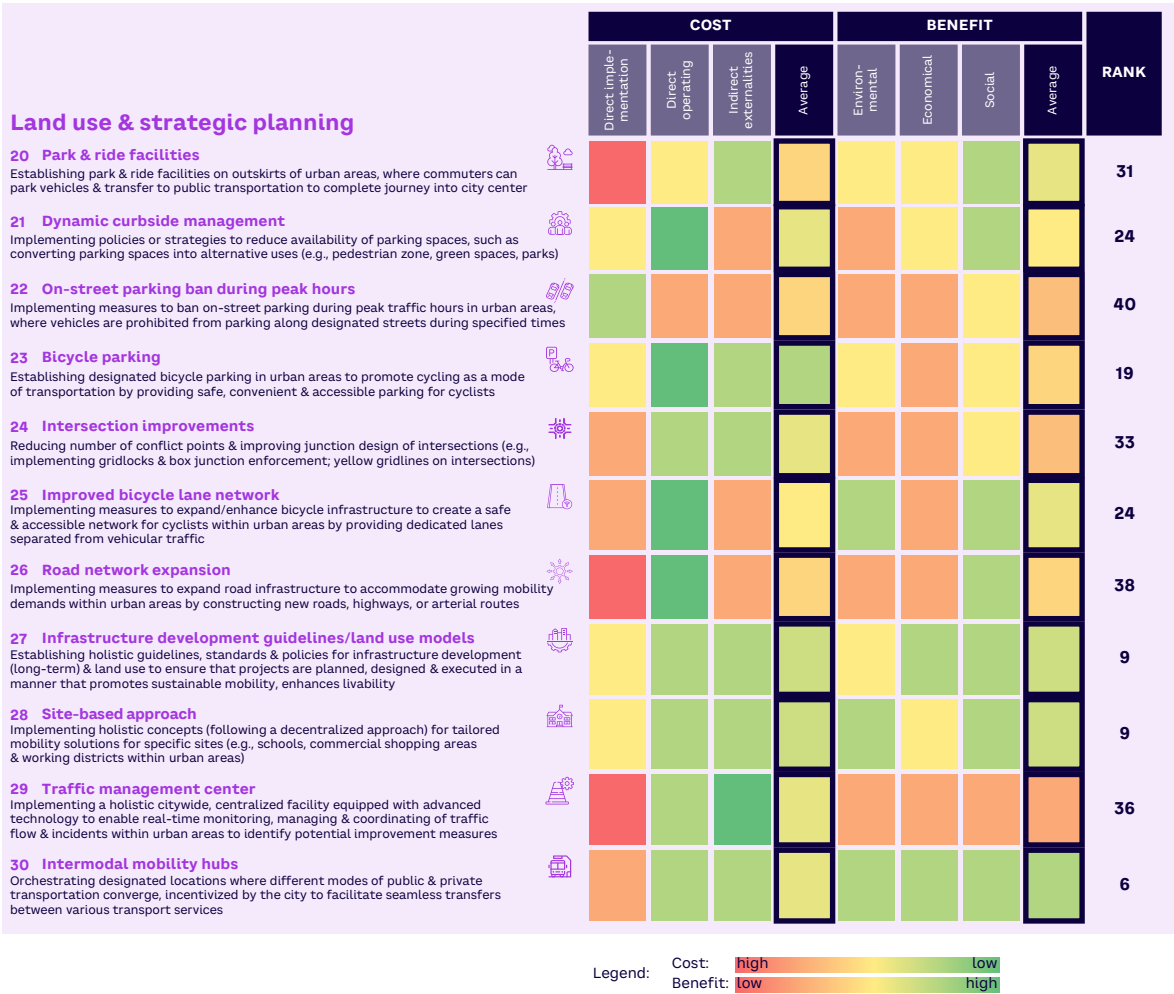 COST
BENEFIT
RANK
Direct imple-
mentation
Direct
operating
Indirect
externalities
Average
Environ-
mental
Economical
Social
Average
Land use & strategic planning
20 Park & ride facilities
Establishing park & ride facilities on outskirts of urban areas, where commuters can
park vehicles & transfer to public transportation to complete journey into city center
31
21 Dynamic curbside management
Implementing policies or strategies to reduce availability of parking spaces, such as
converting parking spaces into alternative uses (e.g., pedestrian zone, green spaces, parks)
24
22 On-street parking ban during peak hours
Implementing measures to ban on-street parking during peak traffic hours in urban areas,
where vehicles are prohibited from parking along designated streets during specified times
40
23 Bicycle parking
P
Establishing designated bicycle parking in urban areas to promote cycling as a mode
of transportation by providing safe, convenient & accessible parking for cyclists
19
24 Intersection improvements
Reducing number of conflict points & improving junction design of intersections (e.g.,
implementing gridlocks & box junction enforcement; yellow gridlines on intersections)
33
25 Improved bicycle lane network
Implementing measures to expand/enhance bicycle infrastructure to create a safe
& accessible network for cyclists within urban areas by providing dedicated lanes
separated from vehicular traffic
24
26 Road network expansion
Implementing measures to expand road infrastructure to accommodate growing mobility
demands within urban areas by constructing new roads, highways, or arterial routes
38
27 Infrastructure development guidelines/land use models
Establishing holistic guidelines, standards & policies for infrastructure development
(long-term) & land use to ensure that projects are planned, designed & executed in a
manner that promotes sustainable mobility, enhances livability
9
28 Site-based approach
Implementing holistic concepts (following a decentralized approach) for tailored
mobility solutions for specific sites (e.g., schools, commercial shopping areas
& working districts within urban areas)
9
29 Traffic management center
Implementing a holistic citywide, centralized facility equipped with advanced
technology to enable real-time monitoring, managing & coordinating of traffic
flow & incidents within urban areas to identify potential improvement measures
36
30 Intermodal mobility hubs
Orchestrating designated locations where different modes of public & private
transportation converge, incentivized by the city to facilitate seamless transfers
between various transport services
6
Legend:
Cost: high low
Benefit: low high